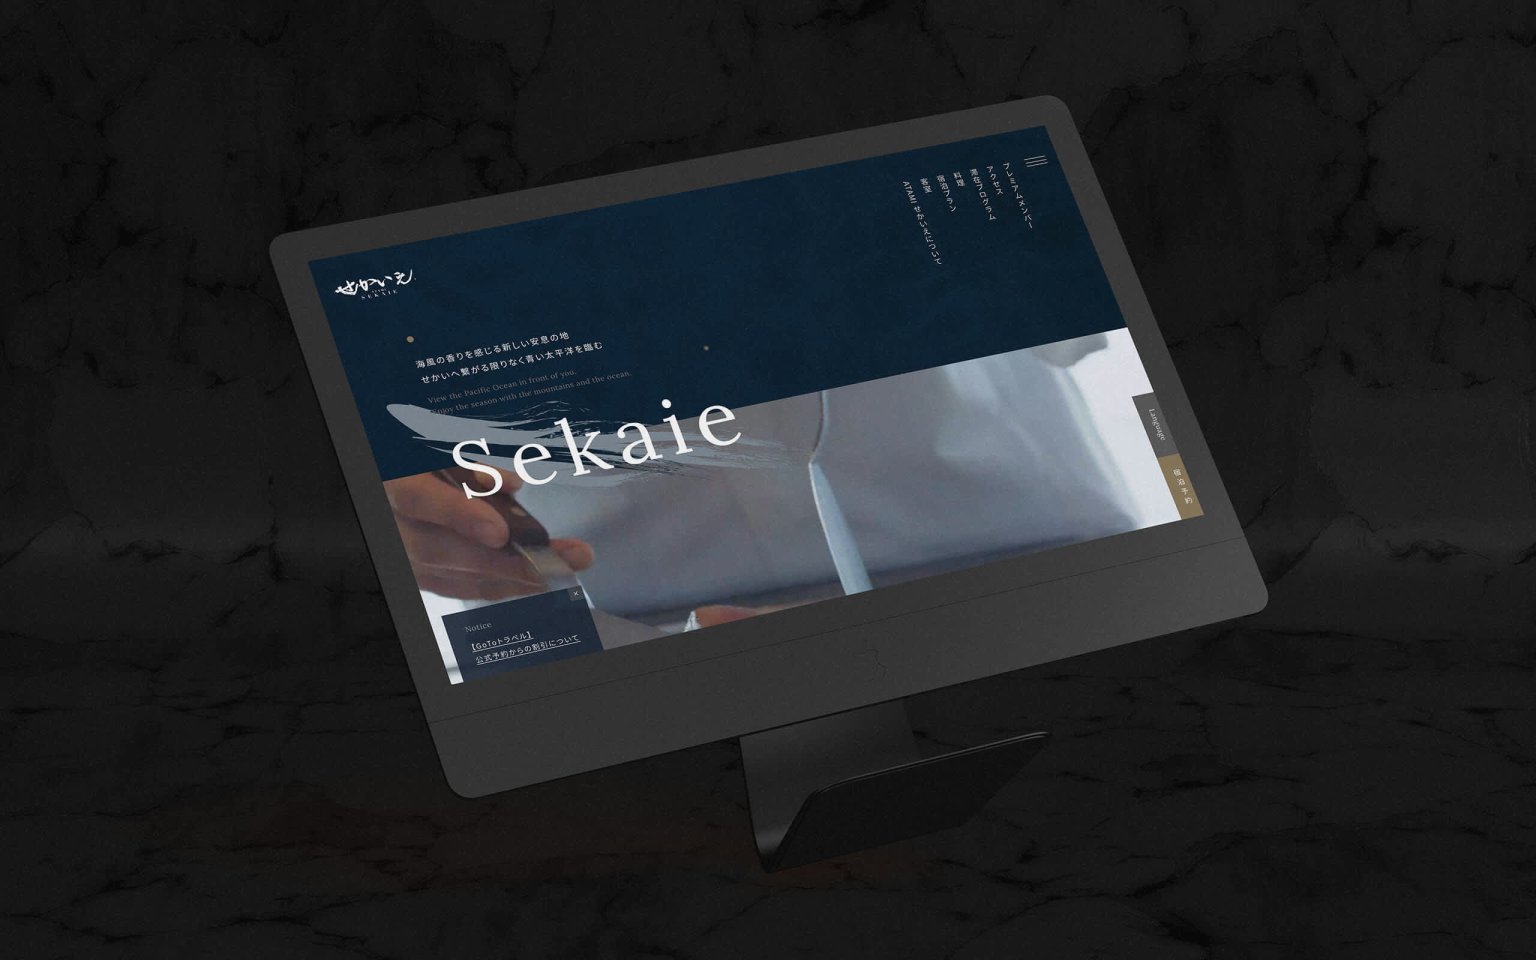 せかいえ
SEKAIE
プレミアムメンバー
アクセス
滞在プログラム
料理
宿泊プラン
客室
ATAMI せかいえについて
海風の香りを感じる新しい安息の地
せかいへ繋がる限りなく青い太平洋を臨む
View the Pacific Ocean in front of you.
Enjoy the season with the mountains and the ocean.
Sekaie
Language
宿泊予約
Notice
【GoToトラベル】
公式予約からの割引について